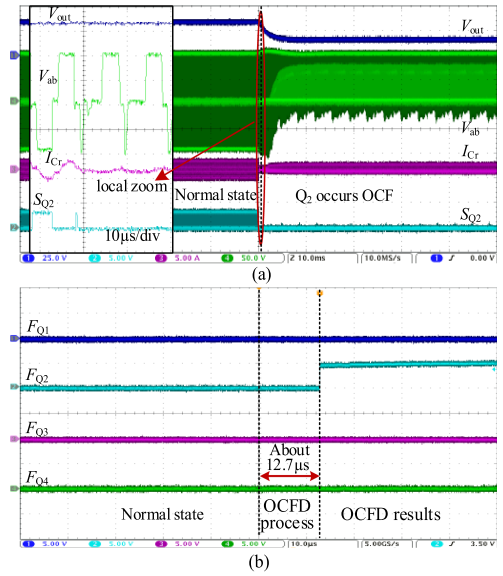 Vout
Vout
Vab
ICr
local zoom
SQ2
10μs/div
Normal state
Q2 occurs OCF
Vab
ICr
SQ2
1 25.0 V 2 5.00 V 3 5.00 A 4 50.0 V Z 10.0ms 10.0MS/s 1 0.00 V
(a)
FQ1
FQ2
FQ3
FQ4
About
12.7μs
Normal state
OCFD
process
OCFD results
1 5.00 V 2 5.00 V 3 5.00 V 4 5.00 V 10.0μs 5.00GS/s 2 3.50 V
(b)